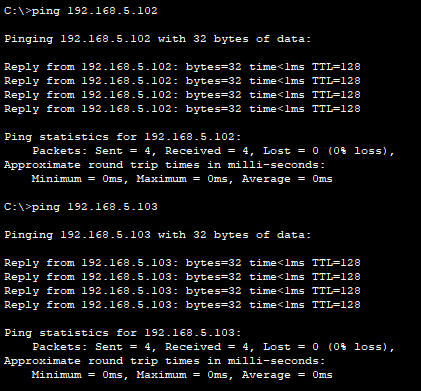 C:\>ping 192.168.5.102
Pinging 192.168.5.102 with 32 bytes of data:
Reply from 192.168.5.102: bytes=32 time<1ms TTL=128
Reply from 192.168.5.102: bytes=32 time<1ms TTL=128
Reply from 192.168.5.102: bytes=32 time<1ms TTL=128
Reply from 192.168.5.102: bytes=32 time<1ms TTL=128
Ping statistics for 192.168.5.102:
    Packets: Sent = 4, Received = 4, Lost = 0 (0% loss),
Approximate round trip times in milli-seconds:
    Minimum = 0ms, Maximum = 0ms, Average = 0ms
C:\>ping 192.168.5.103
Pinging 192.168.5.103 with 32 bytes of data:
Reply from 192.168.5.103: bytes=32 time<1ms TTL=128
Reply from 192.168.5.103: bytes=32 time<1ms TTL=128
Reply from 192.168.5.103: bytes=32 time<1ms TTL=128
Reply from 192.168.5.103: bytes=32 time<1ms TTL=128
Ping statistics for 192.168.5.103:
    Packets: Sent = 4, Received = 4, Lost = 0 (0% loss),
Approximate round trip times in milli-seconds:
    Minimum = 0ms, Maximum = 0ms, Average = 0ms